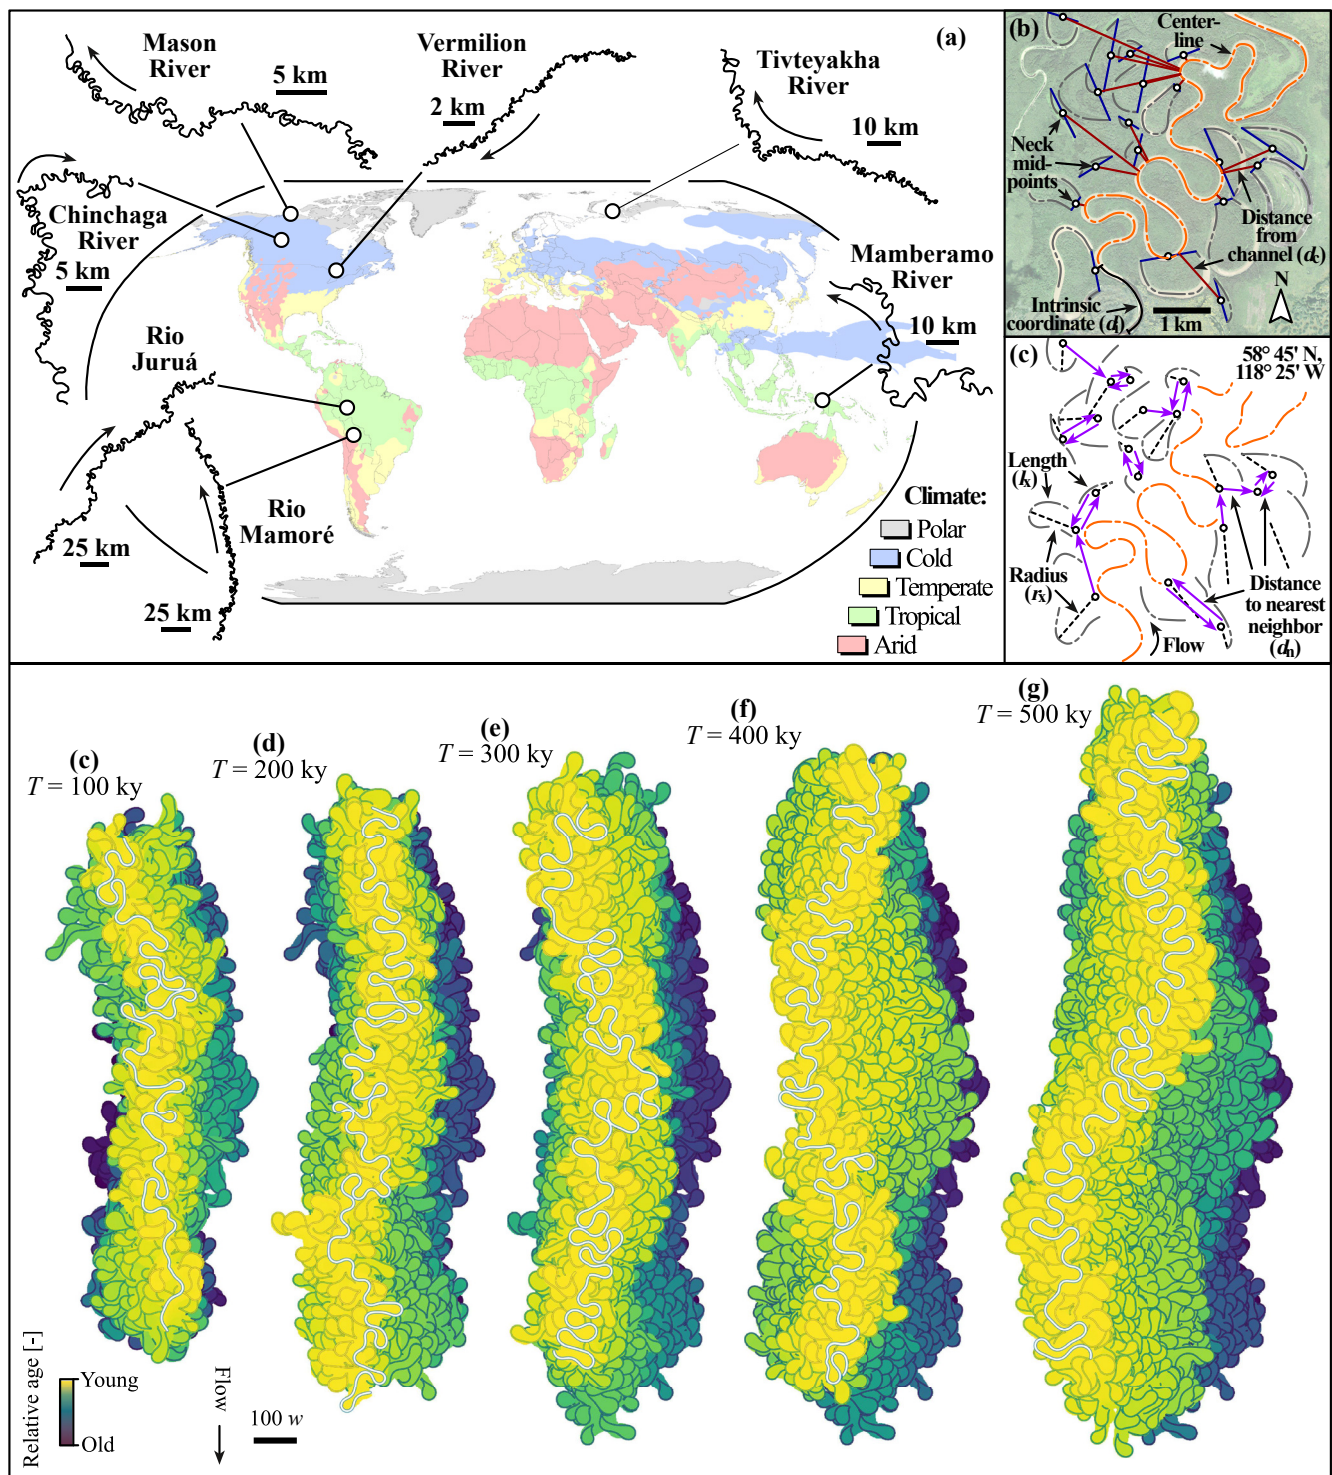 (a)
Mason
River
5 km
Vermilion
River
2 km
Tivteyakha
River
10 km
Chinchaga
River
5 km
Mamberamo
River
10 km
Rio
Juruá
25 km
Rio
Mamoré
25 km
Climate:
Polar
Cold
Temperate
Tropical
Arid
(b)
Center-
line
Neck
mid-
points
Distance
from
channel (dc)
Intrinsic
coordinate (di)
1 km
N
(c)
58° 45' N,
118° 25' W
Length
(lx)
Radius
(rx)
Flow
Distance
to nearest
neighbor
(dn)
(c)
T = 100 ky
(d)
T = 200 ky
(e)
T = 300 ky
(f)
T = 400 ky
(g)
T = 500 ky
Relative age [-]
Young
Old
Flow
100 w